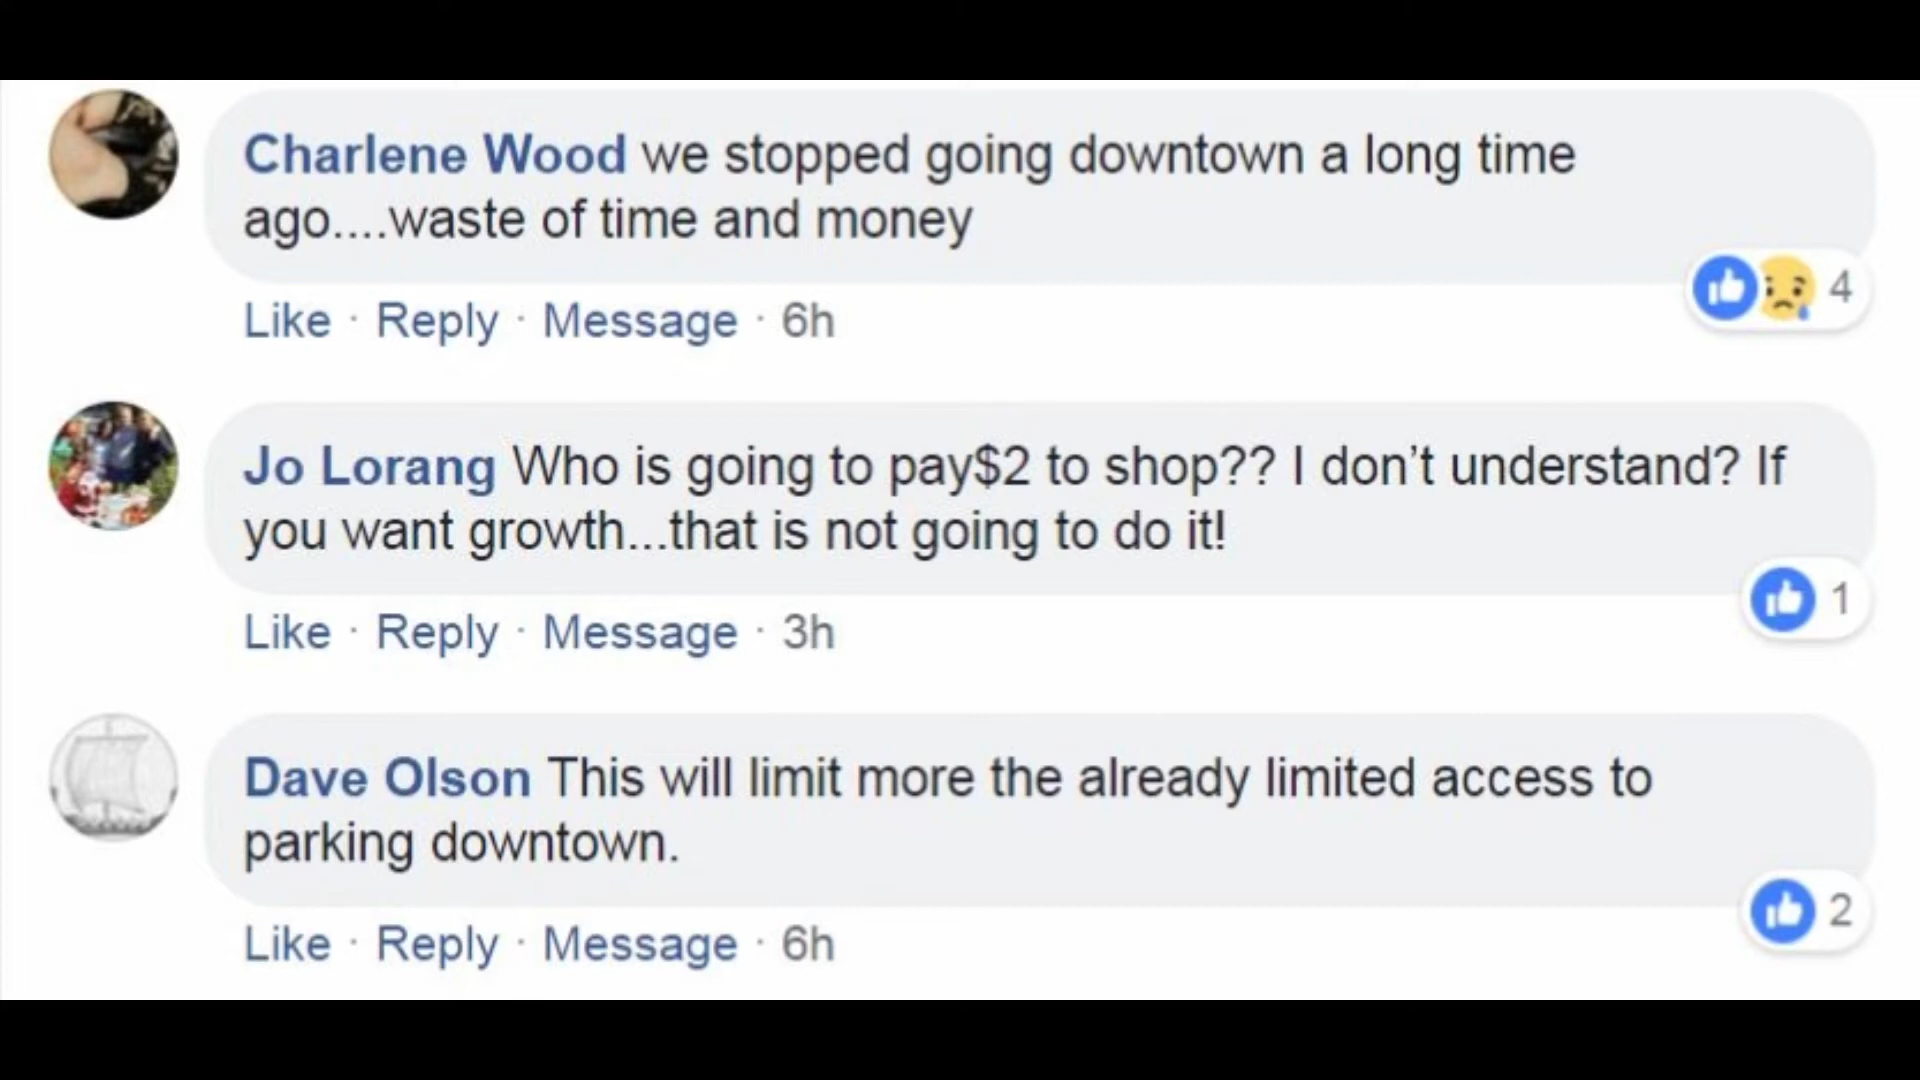 Charlene Wood we stopped going downtown a long time
ago....waste of time and money
4
Like · Reply · Message · 6h
Jo Lorang Who is going to pay$2 to shop?? I don’t understand? If
you want growth...that is not going to do it!
1
Like · Reply · Message · 3h
Dave Olson This will limit more the already limited access to
parking downtown.
2
Like · Reply · Message · 6h